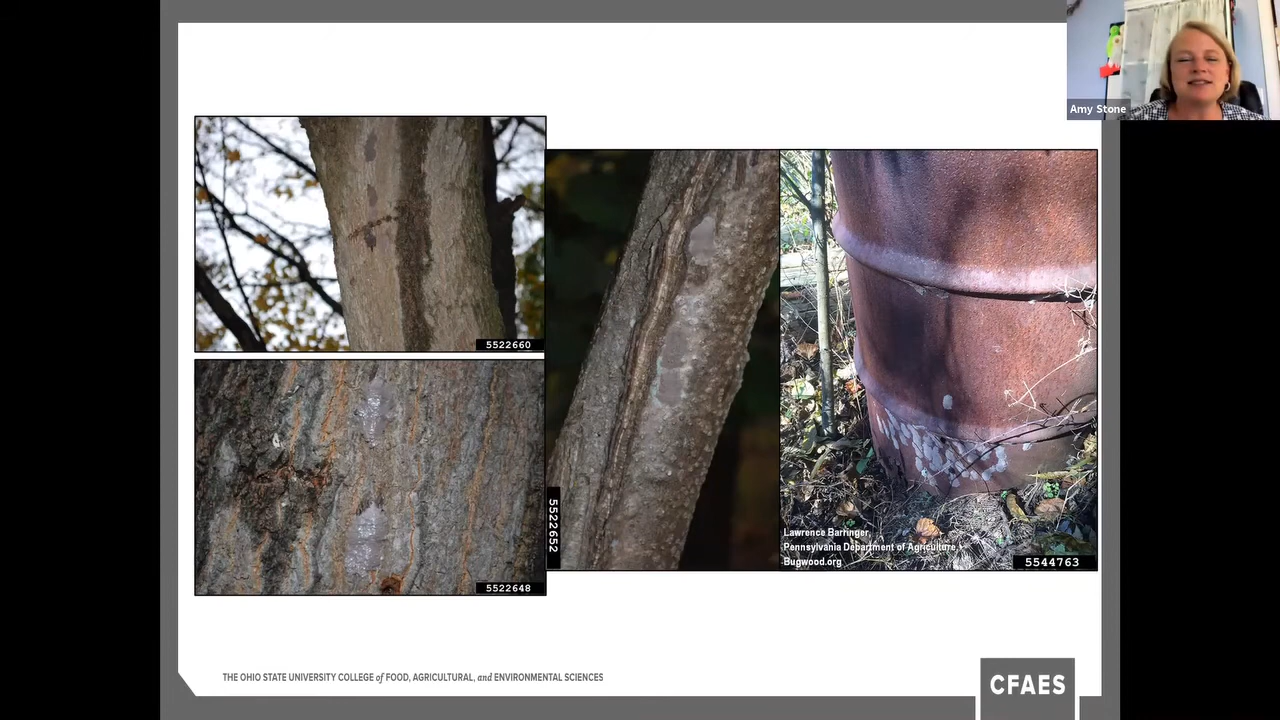 Amy Stone
5522660
5522648
5522652
Lawrence Barringer,
Pennsylvania Department of Agriculture,
Bugwood.org
5544763
THE OHIO STATE UNIVERSITY COLLEGE of FOOD, AGRICULTURAL, and ENVIRONMENTAL SCIENCES
CFAES